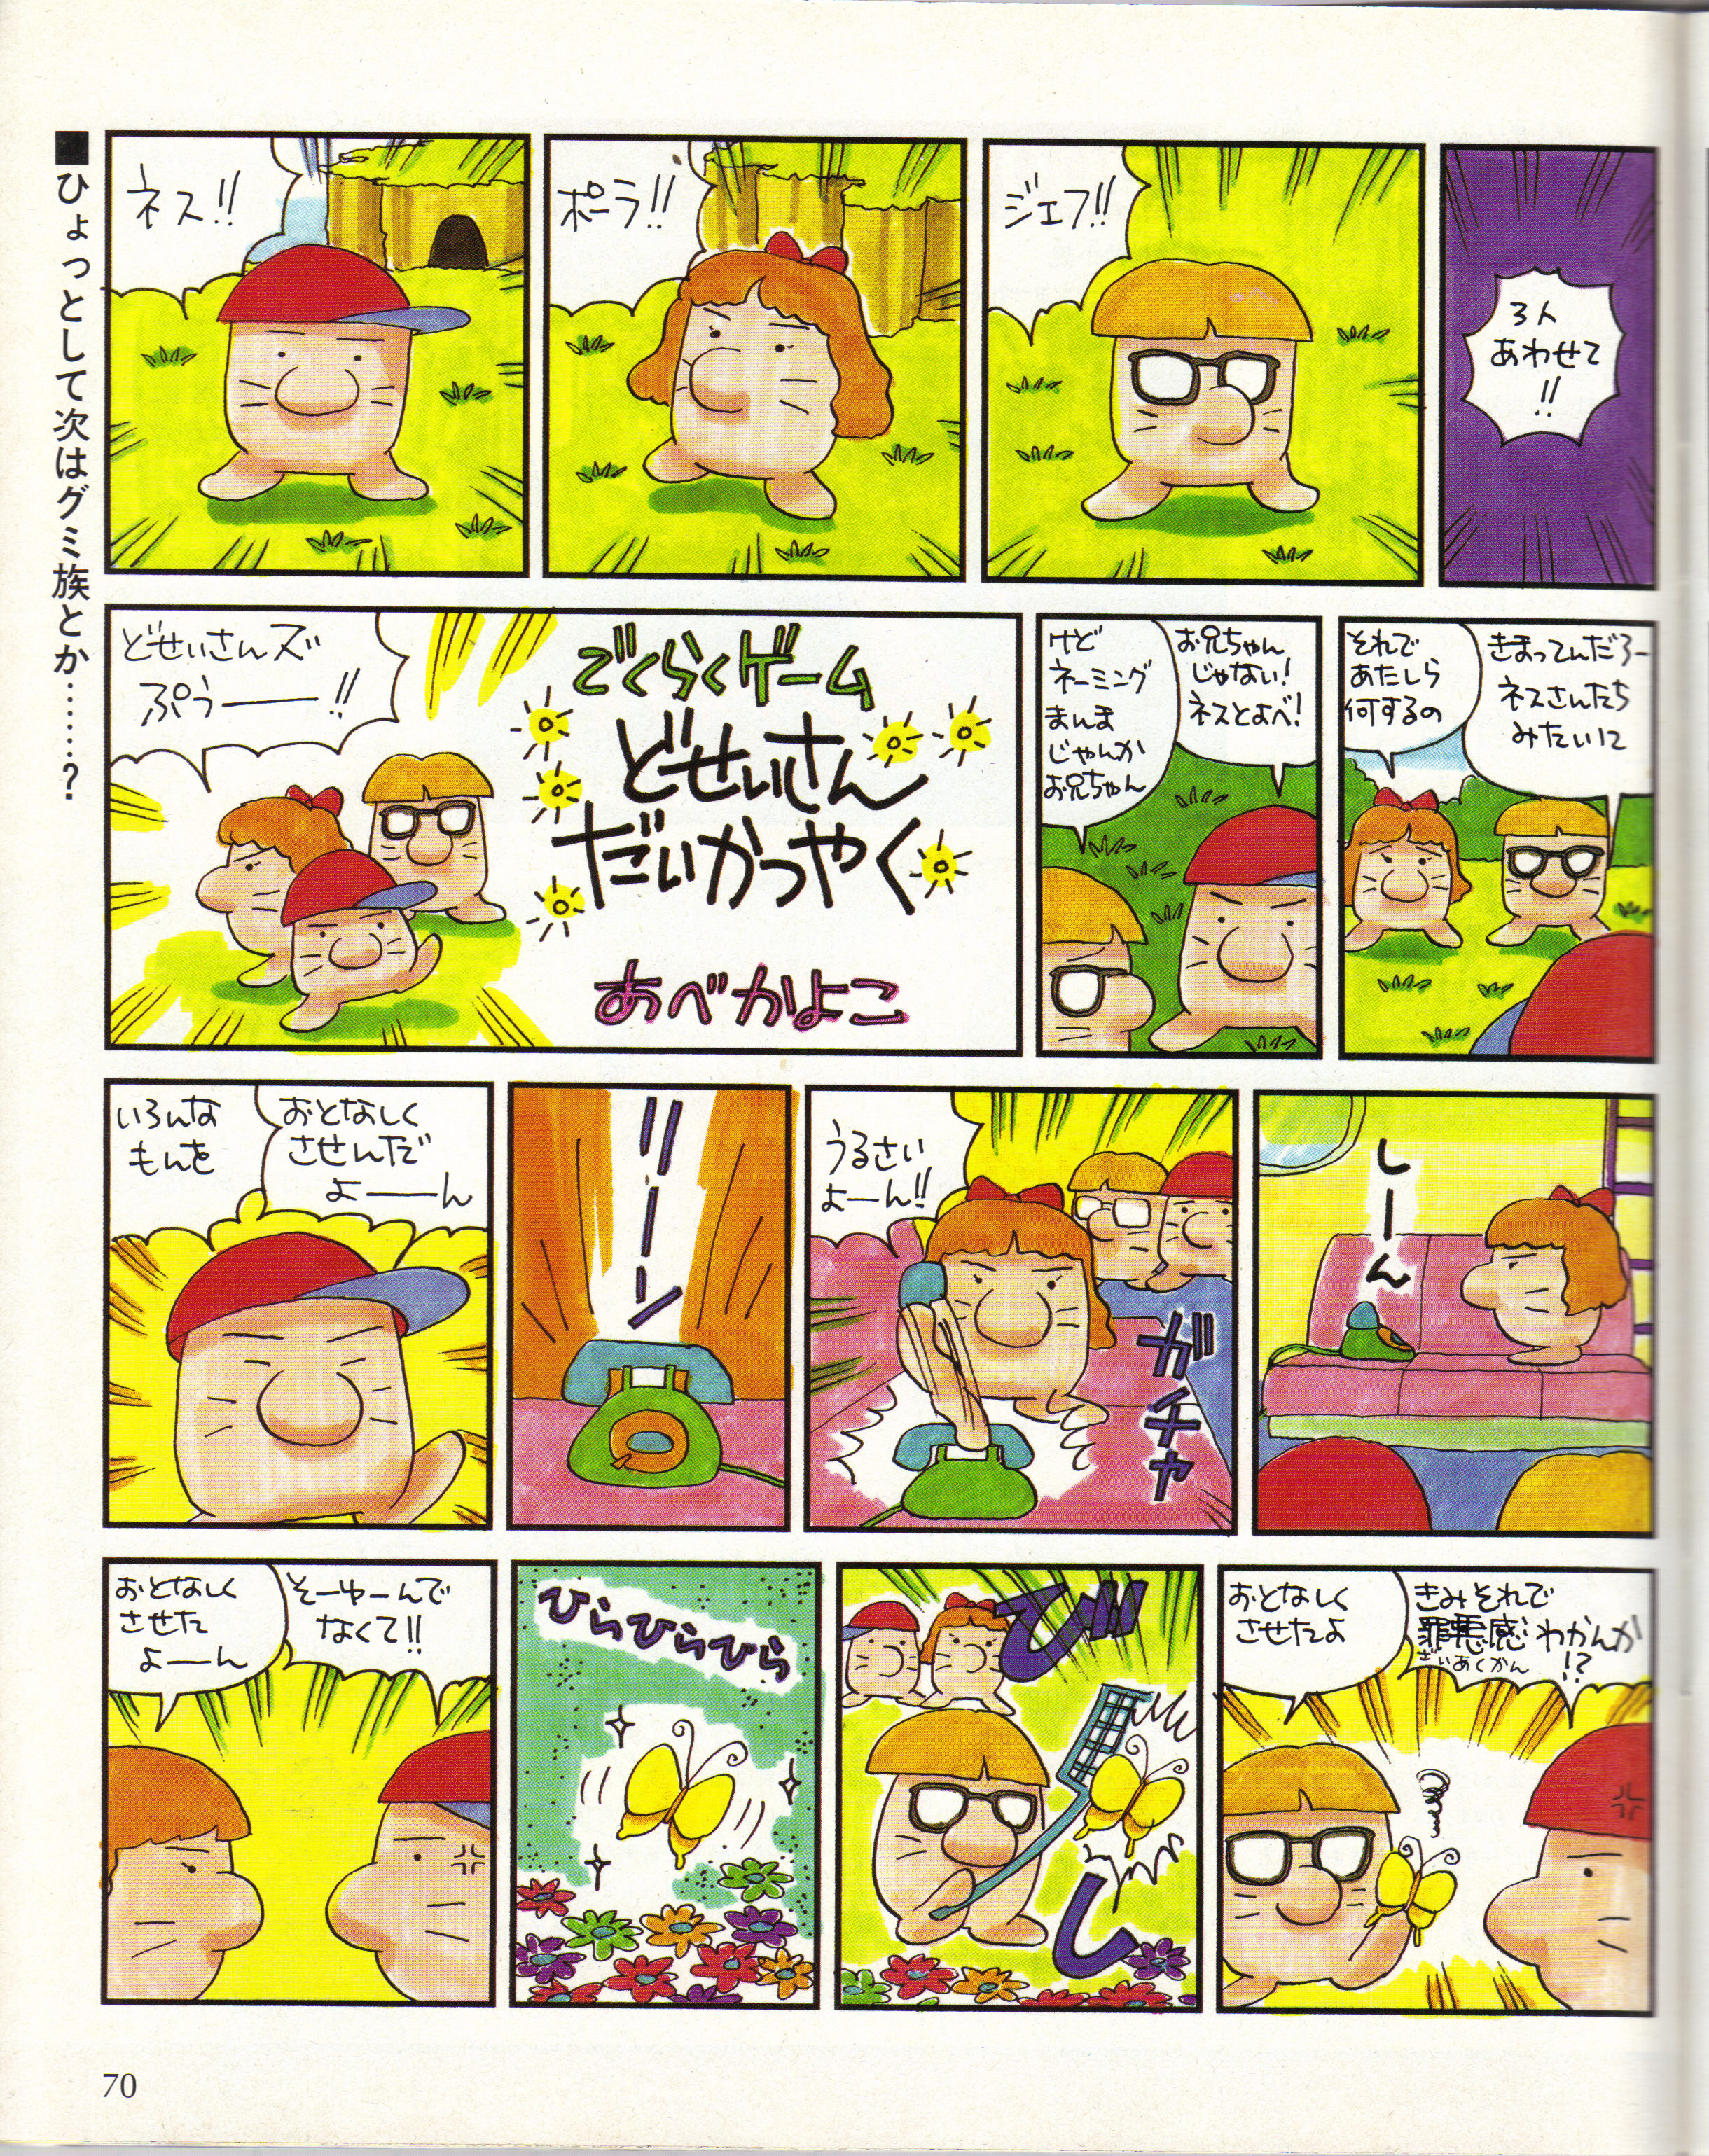 ■ひょっとして次はグミ族とか………?
ネス!!
ポーラ!!
ジェフ!!
3人
あわせて
!!
どせいさんズ
ぷぅ——!!
ごくらくゲーム
どせいさん
だいかつやく
あべかよこ
けど
ネーミング
まんま
じゃんか
お兄ちゃん
お兄ちゃん
じゃない!
ネスとよべ!
それで
あたしら
何するの
きまってんだろー
ネスさんたち
みたいに
いろんな
もんを
おとなしく
させんだ
よ——ん
リーン
うるさい
よーん!!
ガチャ
しーん
おとなしく
させた
よ——ん
そーゆーんで
なくて!!
ひらひらひら
びしっ
おとなしく
させたよ
きみそれで
罪悪感わかんか
ざいあくかん
!?
70